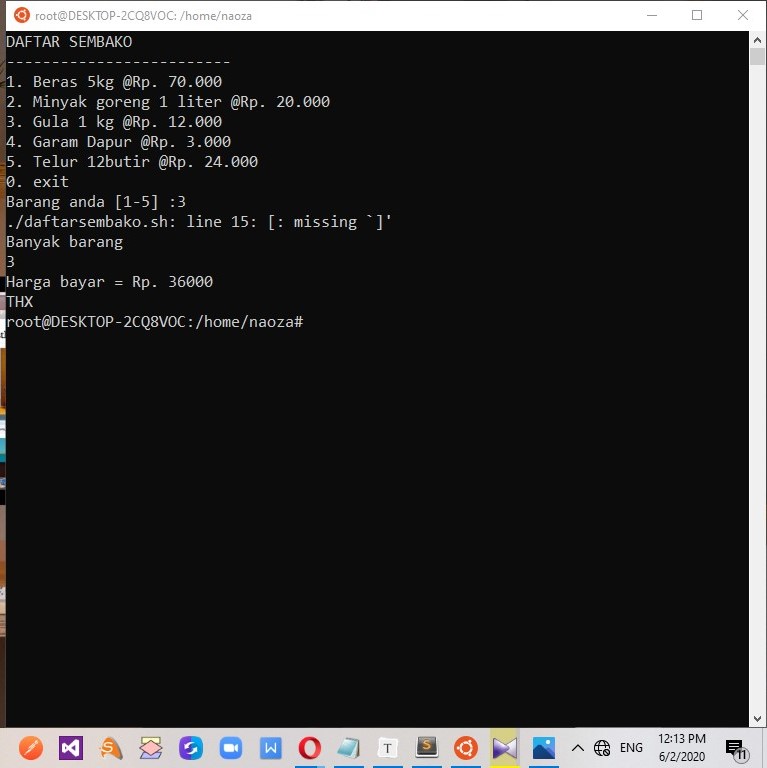 root@DESKTOP-2CQ8VOC: /home/naoza
DAFTAR SEMBAKO
-------------------------
1. Beras 5kg @Rp. 70.000
2. Minyak goreng 1 liter @Rp. 20.000
3. Gula 1 kg @Rp. 12.000
4. Garam Dapur @Rp. 3.000
5. Telur 12butir @Rp. 24.000
0. exit
Barang anda [1-5] :3
./daftarsembako.sh: line 15: [: missing `]'
Banyak barang
3
Harga bayar = Rp. 36000
THX
root@DESKTOP-2CQ8VOC:/home/naoza#
ENG
12:13 PM
6/2/2020
11